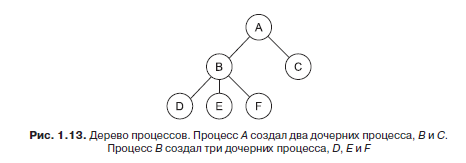 A
B
C
D
E
F
Рис. 1.13. Дерево процессов. Процесс A создал два дочерних процесса, B и C.
Процесс B создал три дочерних процесса, D, E и F